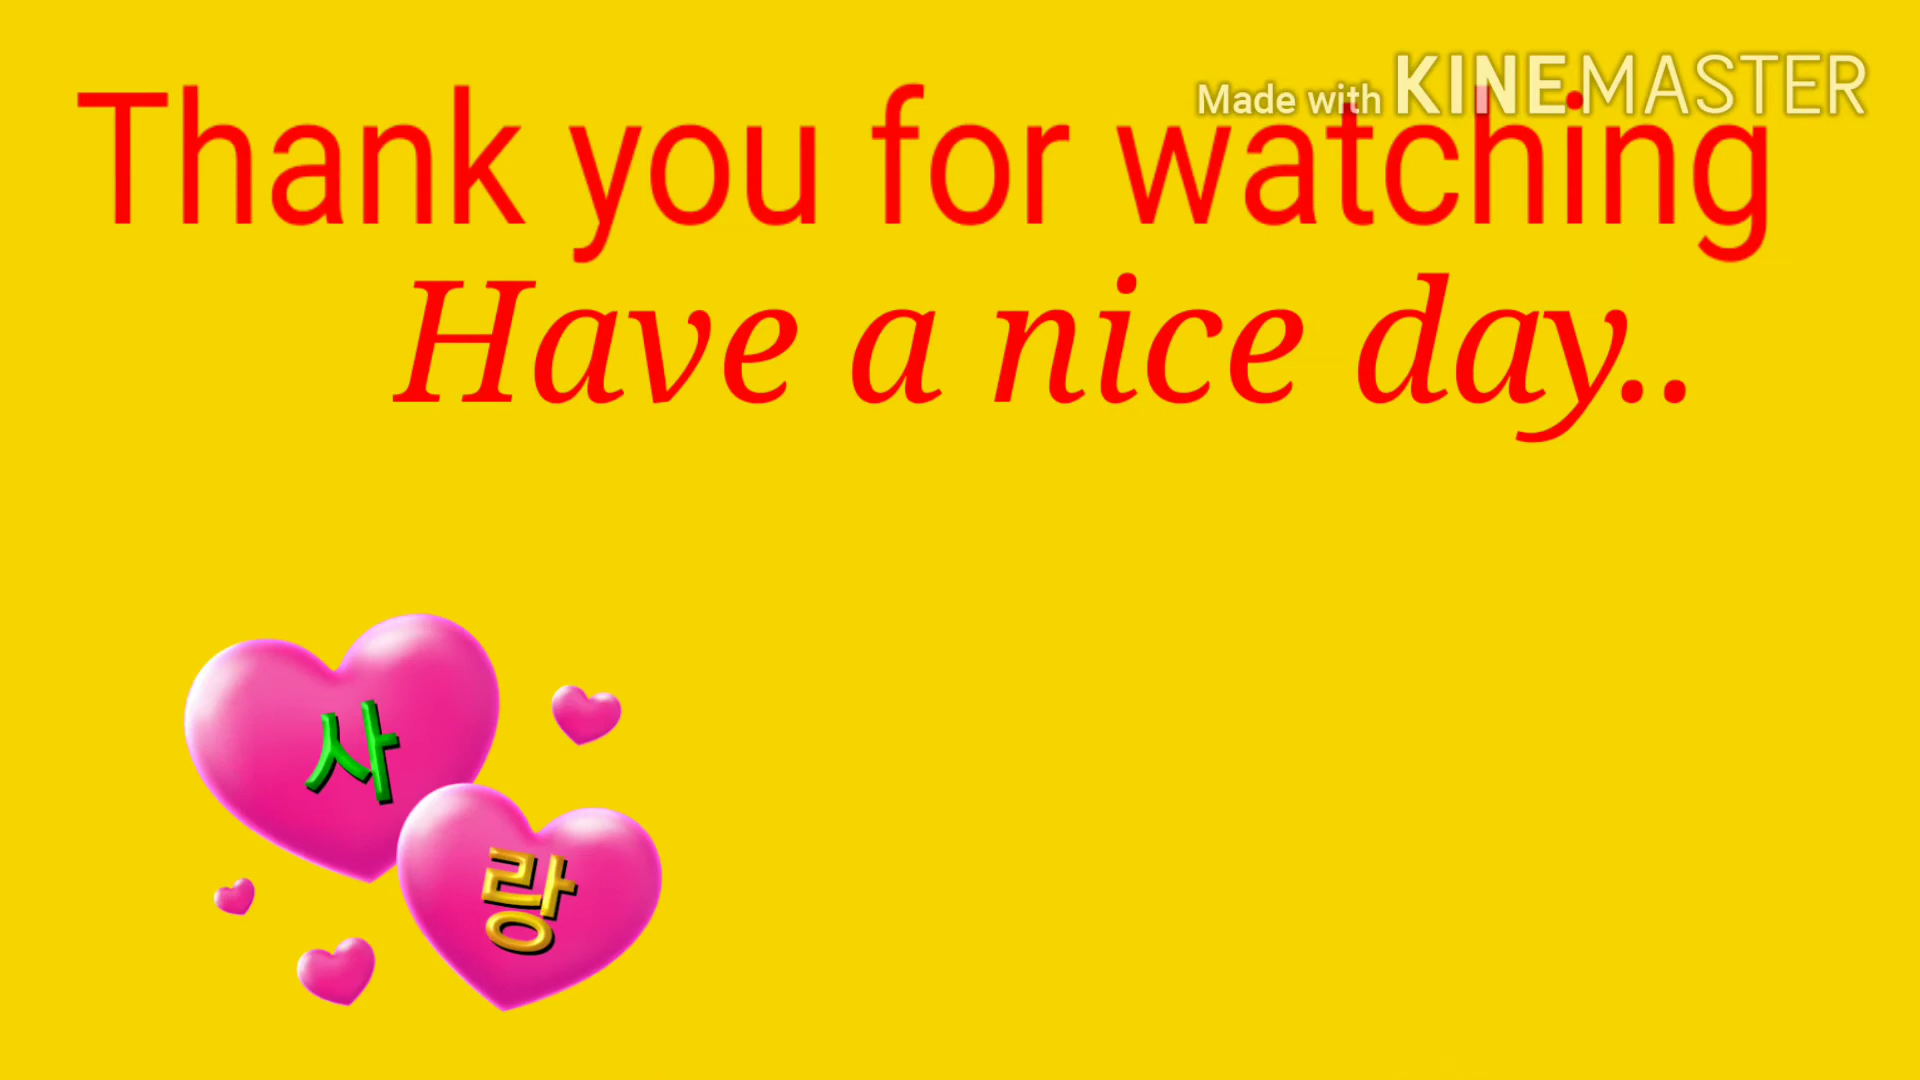 Made with KINEMASTER
Thank you for watching
Have a nice day..
사
랑